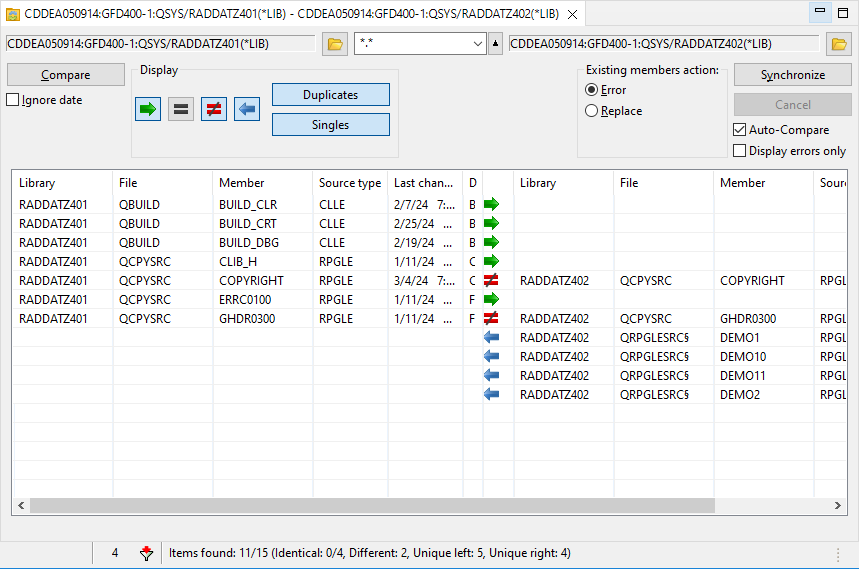 CDDEA050914:GFD400-1:QSYS/RADDATZ401(*LIB) - CDDEA050914:GFD400-1:QSYS/RADDATZ402(*LIB)
CDDEA050914:GFD400-1:QSYS/RADDATZ401(*LIB) *.* CDDEA050914:GFD400-1:QSYS/RADDATZ402(*LIB)
Compare Display Existing members action: Synchronize
Ignore date Duplicates Error Cancel
Singles Replace Auto-Compare
Display errors only
Library File Member Source type Last chan... D Library File Member Sour
RADDATZ401 QBUILD BUILD_CLR CLLE 2/7/24 7:... B
RADDATZ401 QBUILD BUILD_CRT CLLE 2/25/24 ... B
RADDATZ401 QBUILD BUILD_DBG CLLE 2/19/24 ... B
RADDATZ401 QCPYSRC CLIB_H RPGLE 1/11/24 ... C
RADDATZ401 QCPYSRC COPYRIGHT RPGLE 3/4/24 7:... C RADDATZ402 QCPYSRC COPYRIGHT RPGL
RADDATZ401 QCPYSRC ERRC0100 RPGLE 1/11/24 ... F
RADDATZ401 QCPYSRC GHDR0300 RPGLE 1/11/24 ... F RADDATZ402 QCPYSRC GHDR0300 RPGL
RADDATZ402 QRPGLESRC§ DEMO1 RPGL
RADDATZ402 QRPGLESRC§ DEMO10 RPGL
RADDATZ402 QRPGLESRC§ DEMO11 RPGL
RADDATZ402 QRPGLESRC§ DEMO2 RPGL
4 Items found: 11/15 (Identical: 0/4, Different: 2, Unique left: 5, Unique right: 4)